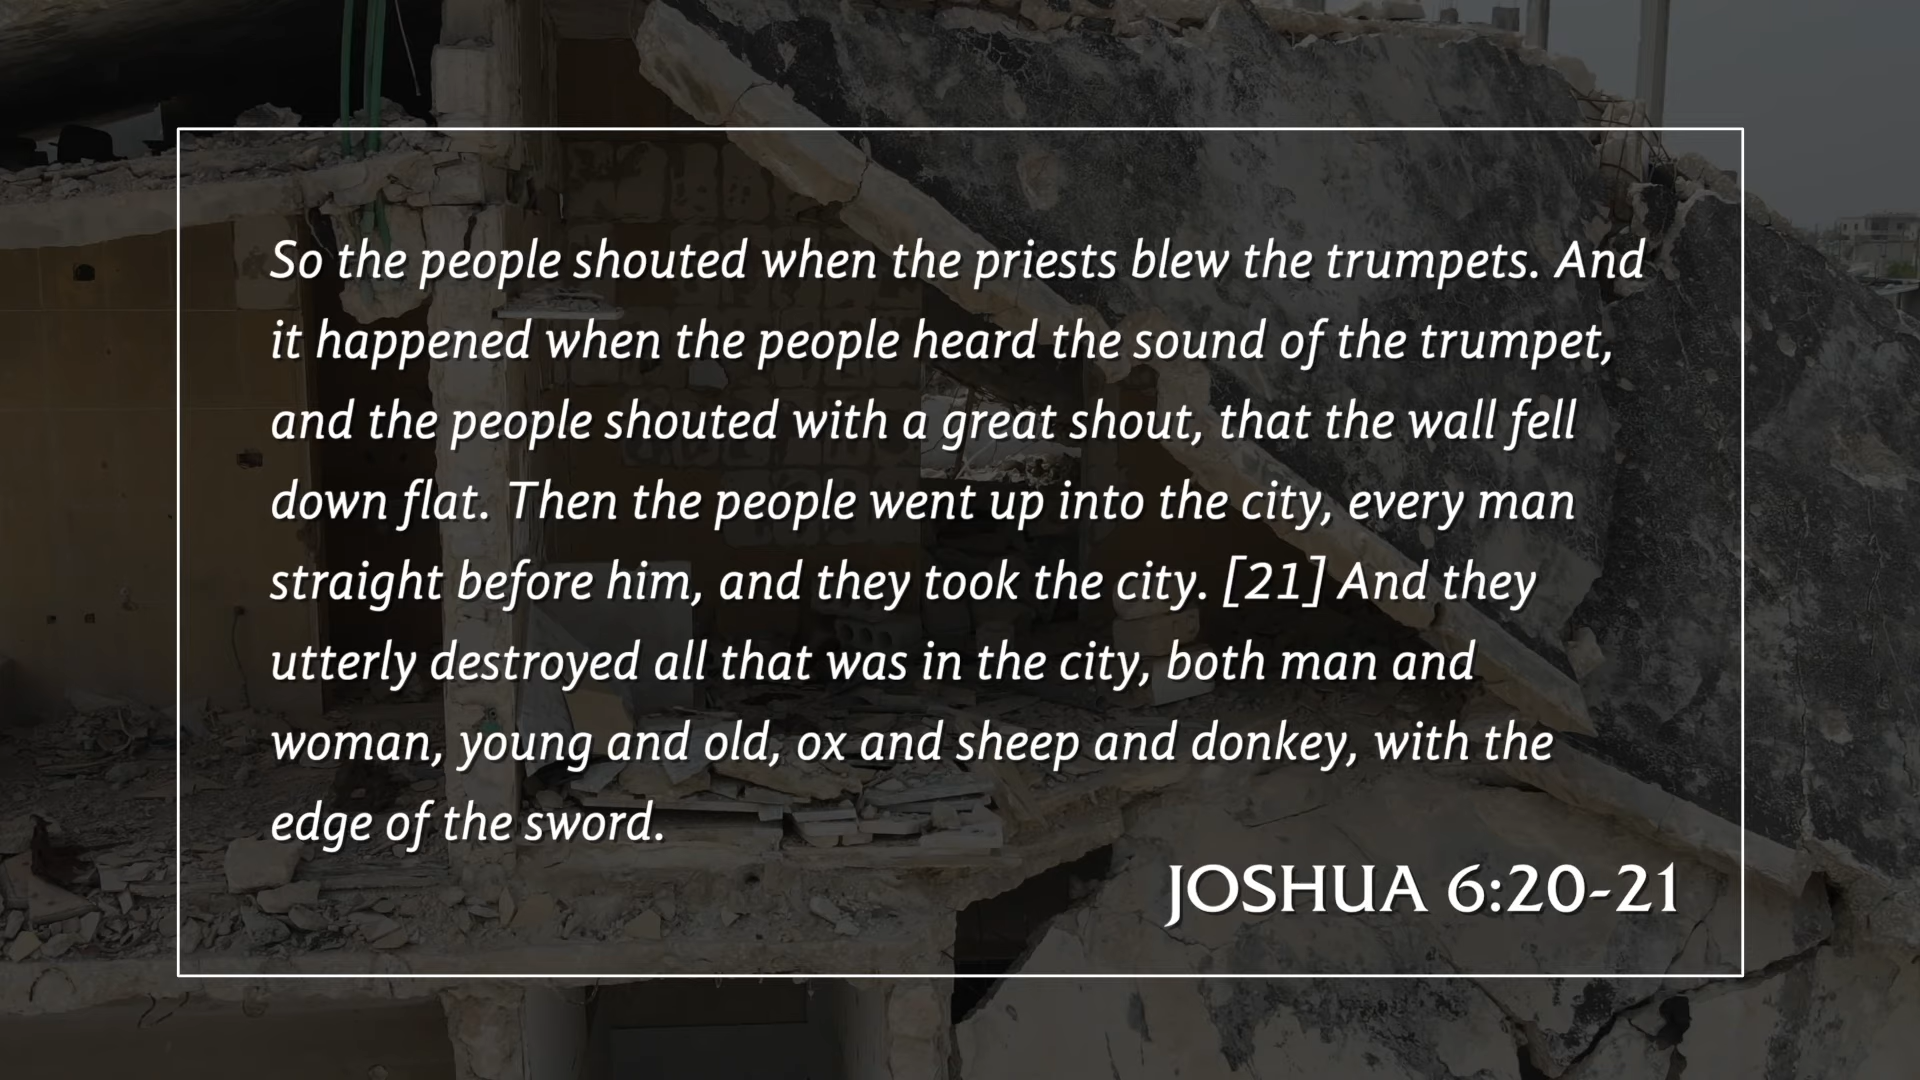 So the people shouted when the priests blew the trumpets. And
it happened when the people heard the sound of the trumpet,
and the people shouted with a great shout, that the wall fell
down flat. Then the people went up into the city, every man
straight before him, and they took the city. [21] And they
utterly destroyed all that was in the city, both man and
woman, young and old, ox and sheep and donkey, with the
edge of the sword.
JOSHUA 6:20-21